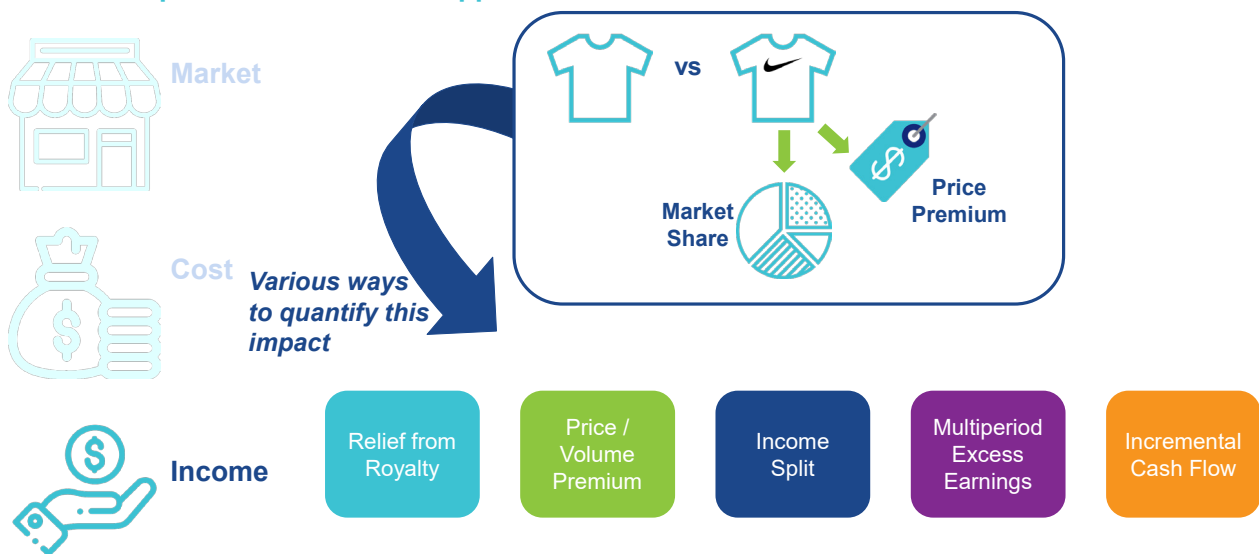 Market
vs
Price
Premium
Market
Share
Cost
Various ways
to quantify this
impact
Income
Relief from
Royalty
Price /
Volume
Premium
Income
Split
Multiperiod
Excess
Earnings
Incremental
Cash Flow
$
$
$